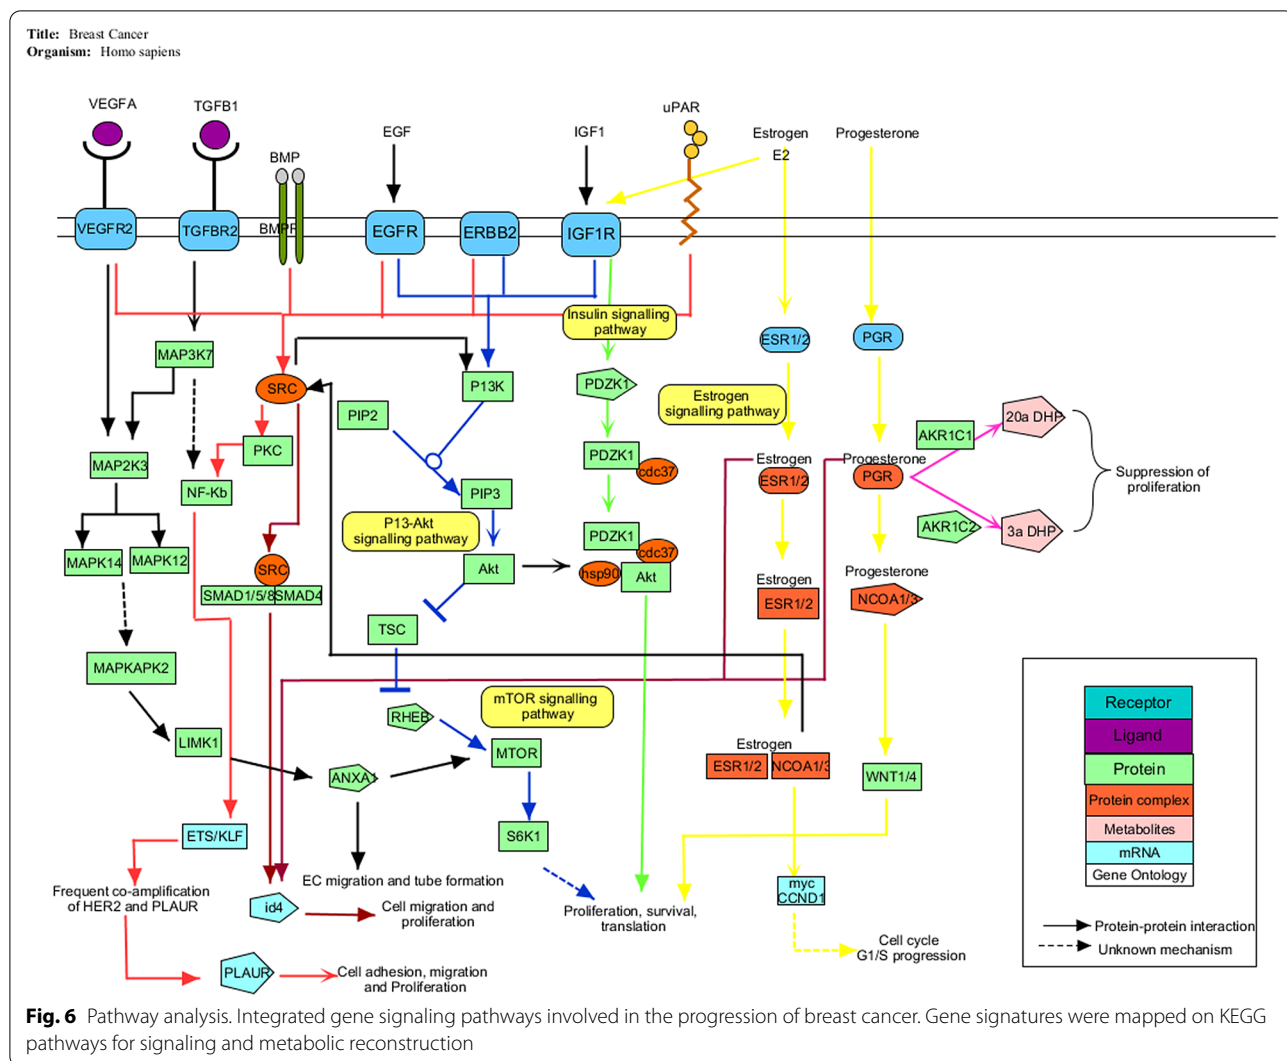 Title: Breast Cancer
Organism: Homo sapiens
VEGFA
TGFB1
BMP
EGF
IGF1
uPAR
Estrogen
E2
Progesterone
VEGFR2
TGFBR2
BMPR
EGFR
ERBB2
IGF1R
Insulin signalling
pathway
ESR1/2
PGR
MAP3K7
SRC
P13K
PDZK1
PIP2
Estrogen
signalling pathway
20a DHP
AKR1C1
PKC
MAP2K3
PDZK1
cdc37
Estrogen
ESR1/2
Progesterone
PGR
Suppression of
proliferation
NF-Kb
PIP3
P13-Akt
signalling pathway
PDZK1
cdc37
AKR1C2
3a DHP
MAPK14
MAPK12
SRC
SMAD1/5/8
SMAD4
Akt
hsp90
Akt
Estrogen
ESR1/2
Progesterone
NCOA1/3
TSC
MAPKAPK2
RHEB
mTOR signalling
pathway
LIMK1
MTOR
ANXA1
Estrogen
ESR1/2
NCOA1/3
WNT1/4
ETS/KLF
S6K1
Frequent co-amplification
of HER2 and PLAUR
EC migration and tube formation
id4
Cell migration and
proliferation
Proliferation, survival,
translation
myc
CCND1
Cell cycle
G1/S progression
PLAUR
Cell adhesion, migration
and Proliferation
Receptor
Ligand
Protein
Protein complex
Metabolites
mRNA
Gene Ontology
Protein-protein interaction
Unknown mechanism
Fig. 6 Pathway analysis. Integrated gene signaling pathways involved in the progression of breast cancer. Gene signatures were mapped on KEGG
pathways for signaling and metabolic reconstruction